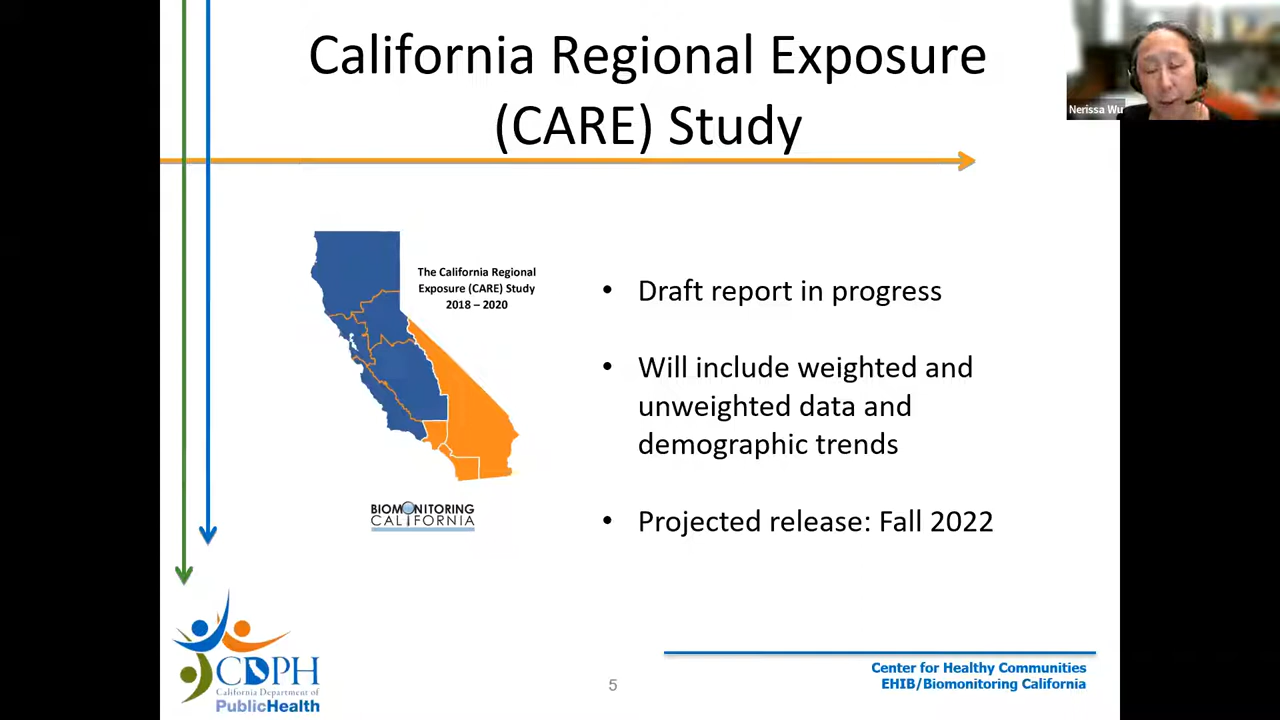 California Regional Exposure
(CARE) Study
Nerissa Wu
The California Regional
Exposure (CARE) Study
2018 – 2020
• Draft report in progress
• Will include weighted and
unweighted data and
demographic trends
• Projected release: Fall 2022
BIOMONITORING
CALIFORNIA
CDPH
California Department of
PublicHealth
5
Center for Healthy Communities
EHIB/Biomonitoring California